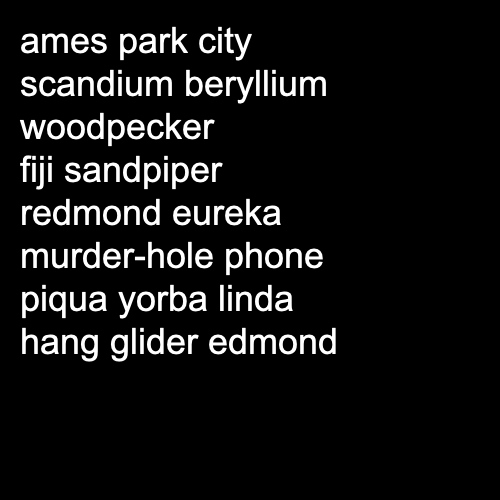 ames park city
scandium beryllium
woodpecker
fiji sandpiper
redmond eureka
murder-hole phone
piqua yorba linda
hang glider edmond